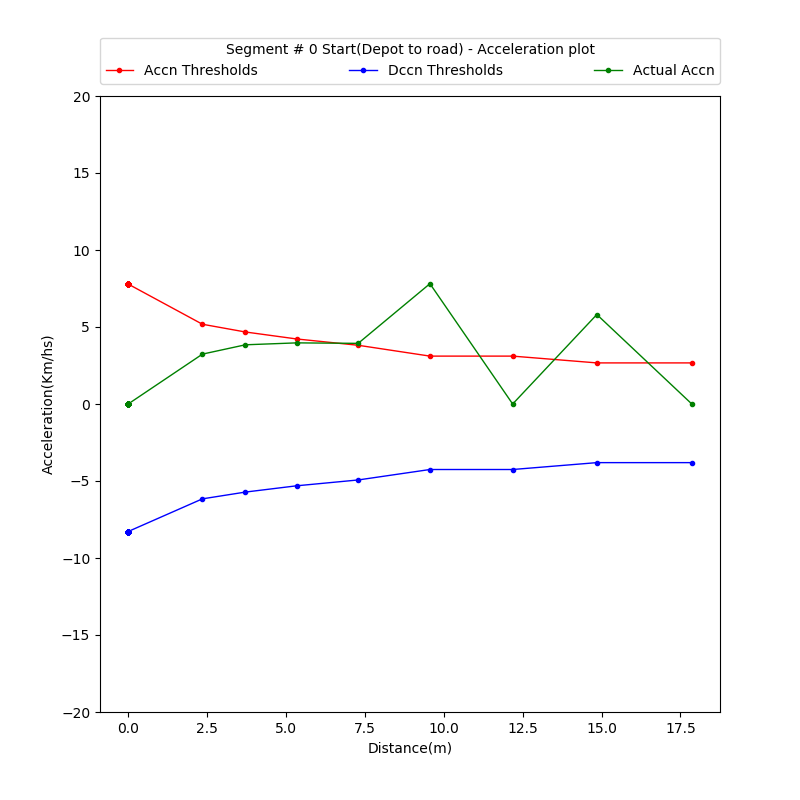 Segment # 0 Start(Depot to road) - Acceleration plot
Accn Thresholds Dccn Thresholds Actual Accn
20
15
10
5
0
−5
−10
−15
−20
Acceleration(Km/hs)
0.0 2.5 5.0 7.5 10.0 12.5 15.0 17.5
Distance(m)